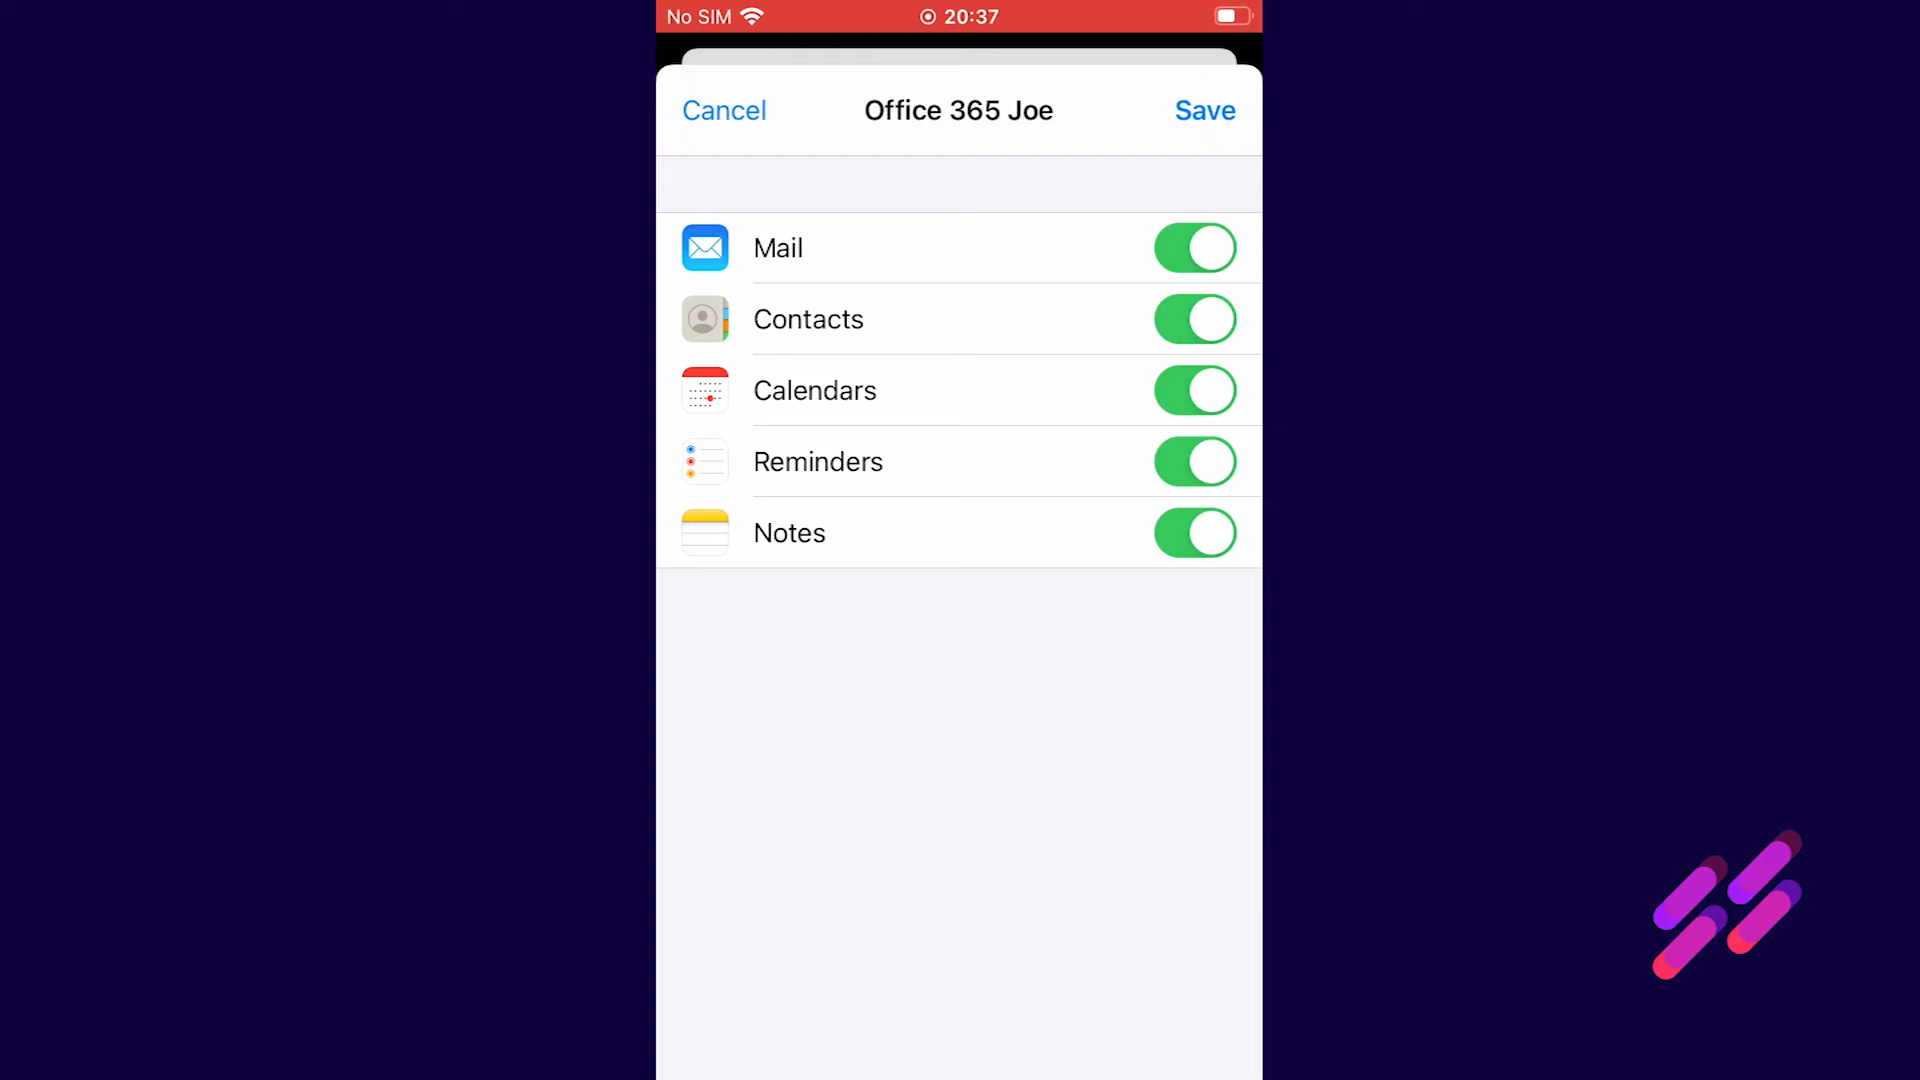 No SIM 20:37
Cancel Office 365 Joe Save
Mail
Contacts
Calendars
Reminders
Notes